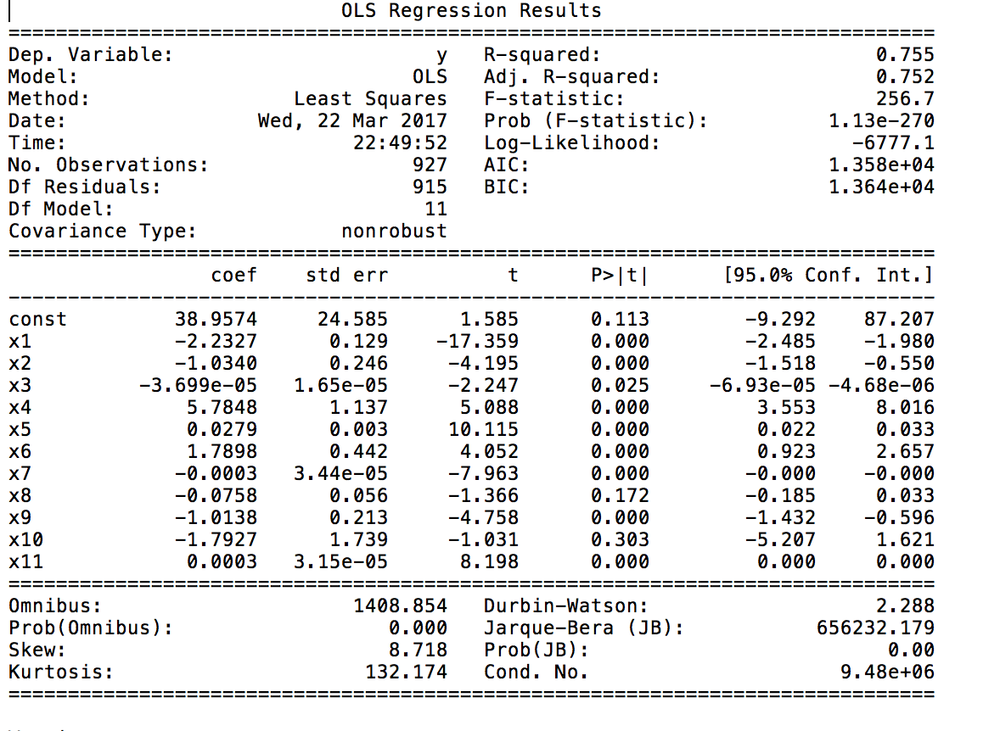 OLS Regression Results
==============================================================================
Dep. Variable:                      y   R-squared:                       0.755
Model:                            OLS   Adj. R-squared:                  0.752
Method:                 Least Squares   F-statistic:                     256.7
Date:                Wed, 22 Mar 2017   Prob (F-statistic):          1.13e-270
Time:                        22:49:52   Log-Likelihood:                -6777.1
No. Observations:                 927   AIC:                         1.358e+04
Df Residuals:                     915   BIC:                         1.364e+04
Df Model:                          11
Covariance Type:            nonrobust
==============================================================================
                 coef    std err          t      P>|t|      [95.0% Conf. Int.]
------------------------------------------------------------------------------
const         38.9574     24.585      1.585      0.113        -9.292    87.207
x1            -2.2327      0.129    -17.359      0.000        -2.485    -1.980
x2            -1.0340      0.246     -4.195      0.000        -1.518    -0.550
x3         -3.699e-05   1.65e-05     -2.247      0.025     -6.93e-05 -4.68e-06
x4             5.7848      1.137      5.088      0.000         3.553     8.016
x5             0.0279      0.003     10.115      0.000         0.022     0.033
x6             1.7898      0.442      4.052      0.000         0.923     2.657
x7            -0.0003   3.44e-05     -7.963      0.000        -0.000    -0.000
x8            -0.0758      0.056     -1.366      0.172        -0.185     0.033
x9            -1.0138      0.213     -4.758      0.000        -1.432    -0.596
x10           -1.7927      1.739     -1.031      0.303        -5.207     1.621
x11            0.0003   3.15e-05      8.198      0.000         0.000     0.000
==============================================================================
Omnibus:                     1408.854   Durbin-Watson:                   2.288
Prob(Omnibus):                  0.000   Jarque-Bera (JB):           656232.179
Skew:                           8.718   Prob(JB):                         0.00
Kurtosis:                     132.174   Cond. No.                     9.48e+06
==============================================================================